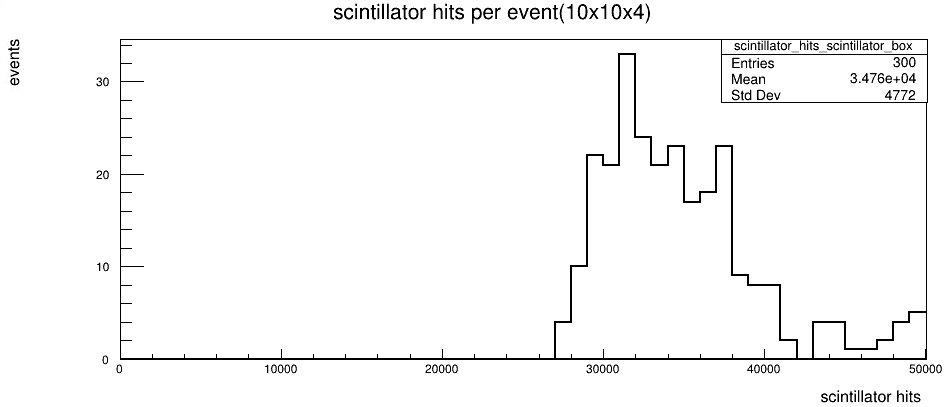 scintillator hits per event(10x10x4)
events
scintillator_hits_scintillator_box
Entries 300
Mean 3.476e+04
Std Dev 4772
30
20
10
0
0 10000 20000 30000 40000 50000
scintillator hits